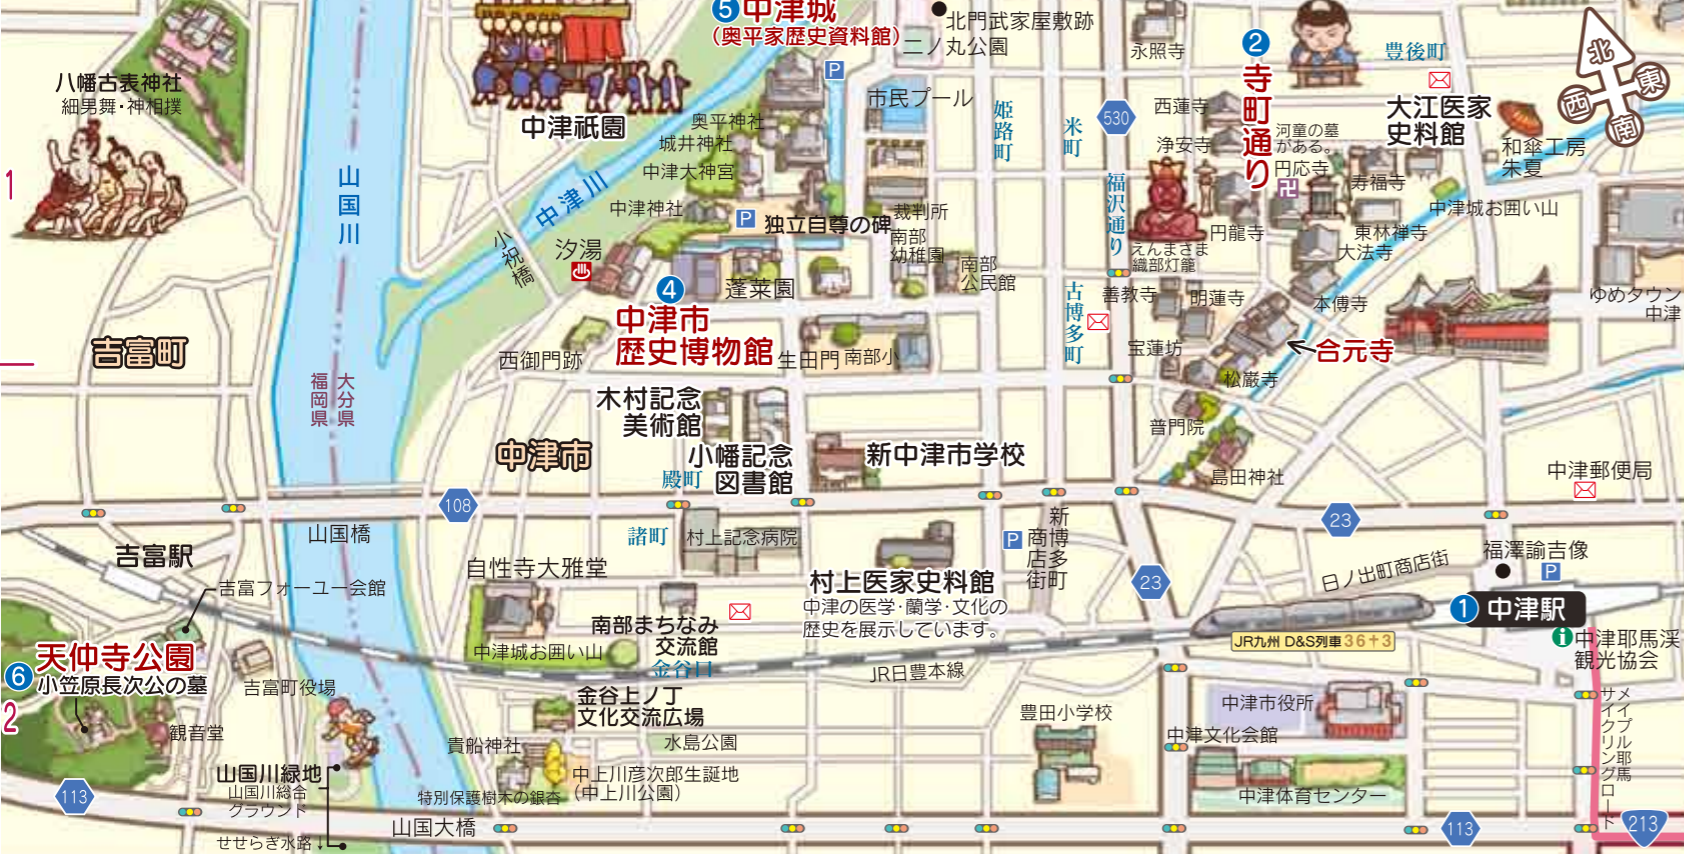 ⑤中津城
(奥平家歴史資料館)
北門武家屋敷跡
二ノ丸公園
永照寺
②寺町通り
豊後町
大江医家
史料館
北
東
西
南
八幡古表神社
細男舞・神相撲
中津祇園
奥平神社
城井神社
中津大神宮
中津神社
P
市民プール
姫路町
米町
530
西蓮寺
浄安寺
河童の墓
がある。
円応寺
寿福寺
和傘工房
朱夏
1
山国川
中津川
小祝橋
汐湯
P
独立自尊の碑
裁判所
南部
幼稚園
南部
公民館
福沢通り
円龍寺
えんまさま
織部灯籠
東林禅寺
大法寺
中津城お囲い山
④
中津市
歴史博物館
蓬莱園
古博多町
善教寺
明蓮寺
本傳寺
ゆめタウン
中津
吉富町
西御門跡
生田門
南部小
宝蓮坊
合元寺
松厳寺
福岡県
大分県
木村記念
美術館
小幡記念
図書館
新中津市学校
普門院
島田神社
中津市
殿町
中津郵便局
108
23
山国橋
諸町
村上記念病院
P
新博多町
商店街
吉富駅
自性寺大雅堂
村上医家史料館
中津の医学・蘭学・文化の
歴史を展示しています。
23
日ノ出町商店街
福澤諭吉像
P
吉富フォーユー会館
①中津駅
南部まちなみ
交流館
JR九州 D&S列車36+3
中津耶馬渓
観光協会
⑥天仲寺公園
小笠原長次公の墓
中津城お囲い山
金谷口
JR日豊本線
吉富町役場
金谷上ノ丁
文化交流広場
豊田小学校
中津市役所
メイプル耶馬
サイクリングロード
2
観音堂
貴船神社
水島公園
中津文化会館
山国川緑地
山国川総合
グラウンド
中上川彦次郎生誕地
(中上川公園)
特別保護樹木の銀杏
中津体育センター
113
山国大橋
113
213
せせらぎ水路↓